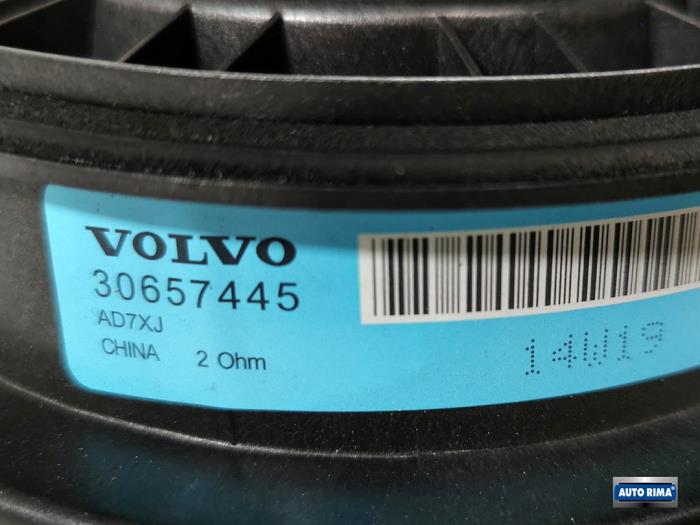 VOLVO
30657445
AD7XJ
CHINA 2 Ohm
14W19
AUTO RIMA